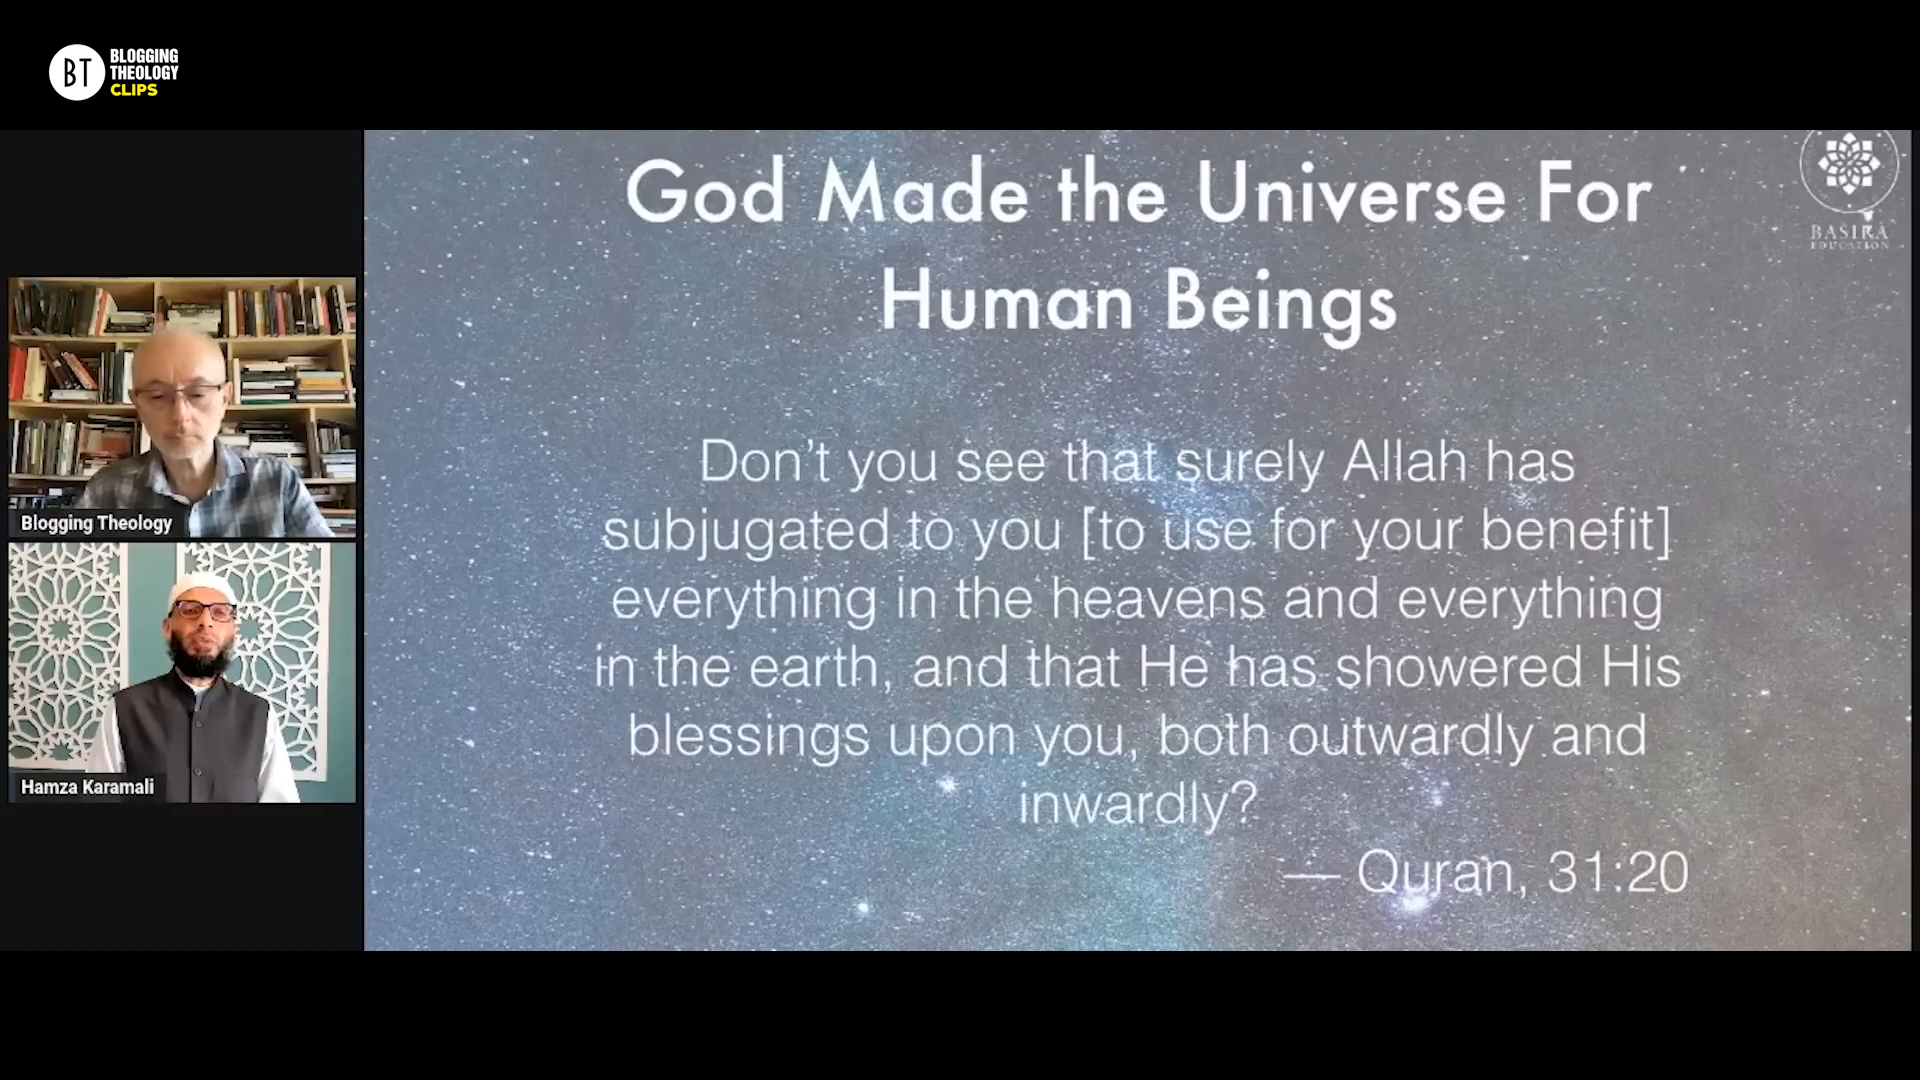 BT
BLOGGING
THEOLOGY
CLIPS
God Made the Universe For
Human Beings
BASIRA
EDUCATION
Don't you see that surely Allah has
subjugated to you [to use for your benefit]
everything in the heavens and everything
in the earth, and that He has showered His
blessings upon you, both outwardly and
inwardly?
— Quran, 31:20
Blogging Theology
Hamza Karamali